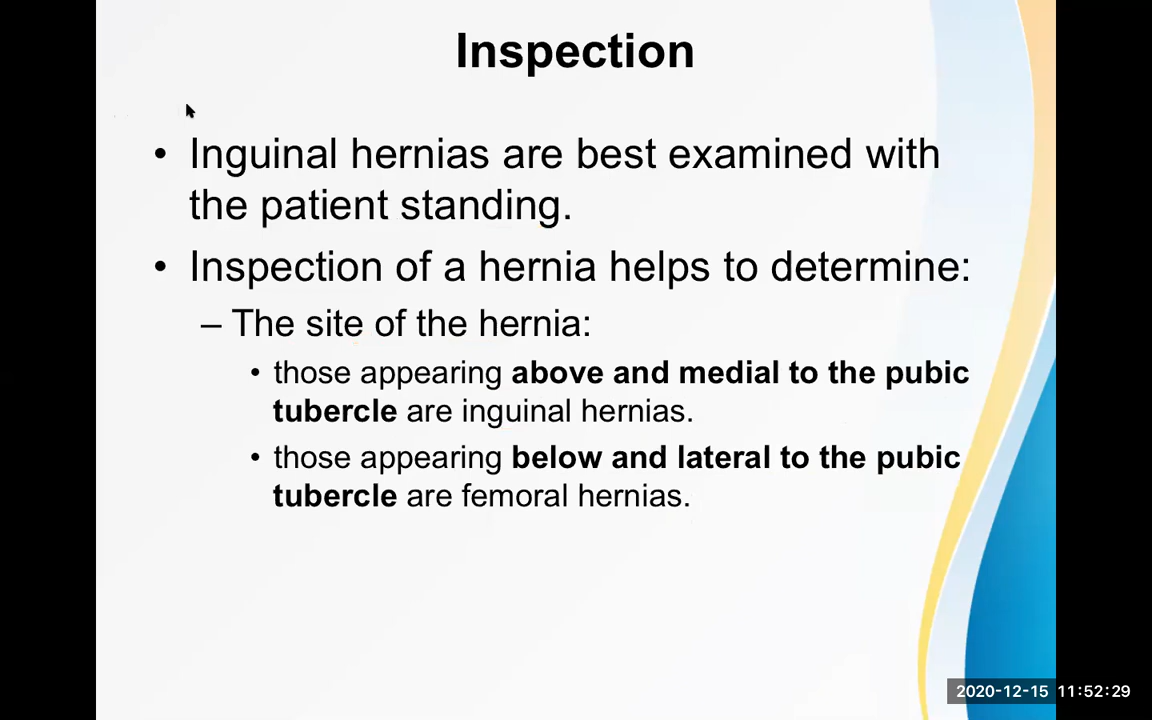 Inspection
• Inguinal hernias are best examined with
the patient standing.
• Inspection of a hernia helps to determine:
– The site of the hernia:
• those appearing above and medial to the pubic
tubercle are inguinal hernias.
• those appearing below and lateral to the pubic
tubercle are femoral hernias.
2020-12-15 11:52:29